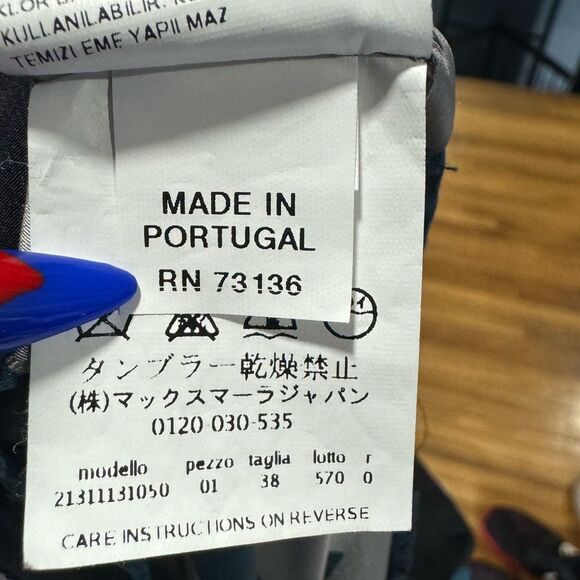 KULLANILABILIR.
TEMIZLEME YAPILMAZ
MADE IN
PORTUGAL
RN 73136
タンブラー乾燥禁止
(株)マックスマーラジャパン
0120-030-535
modello pezzo taglia lotto r
21311131050 01 38 570 0
CARE INSTRUCTIONS ON REVERSE